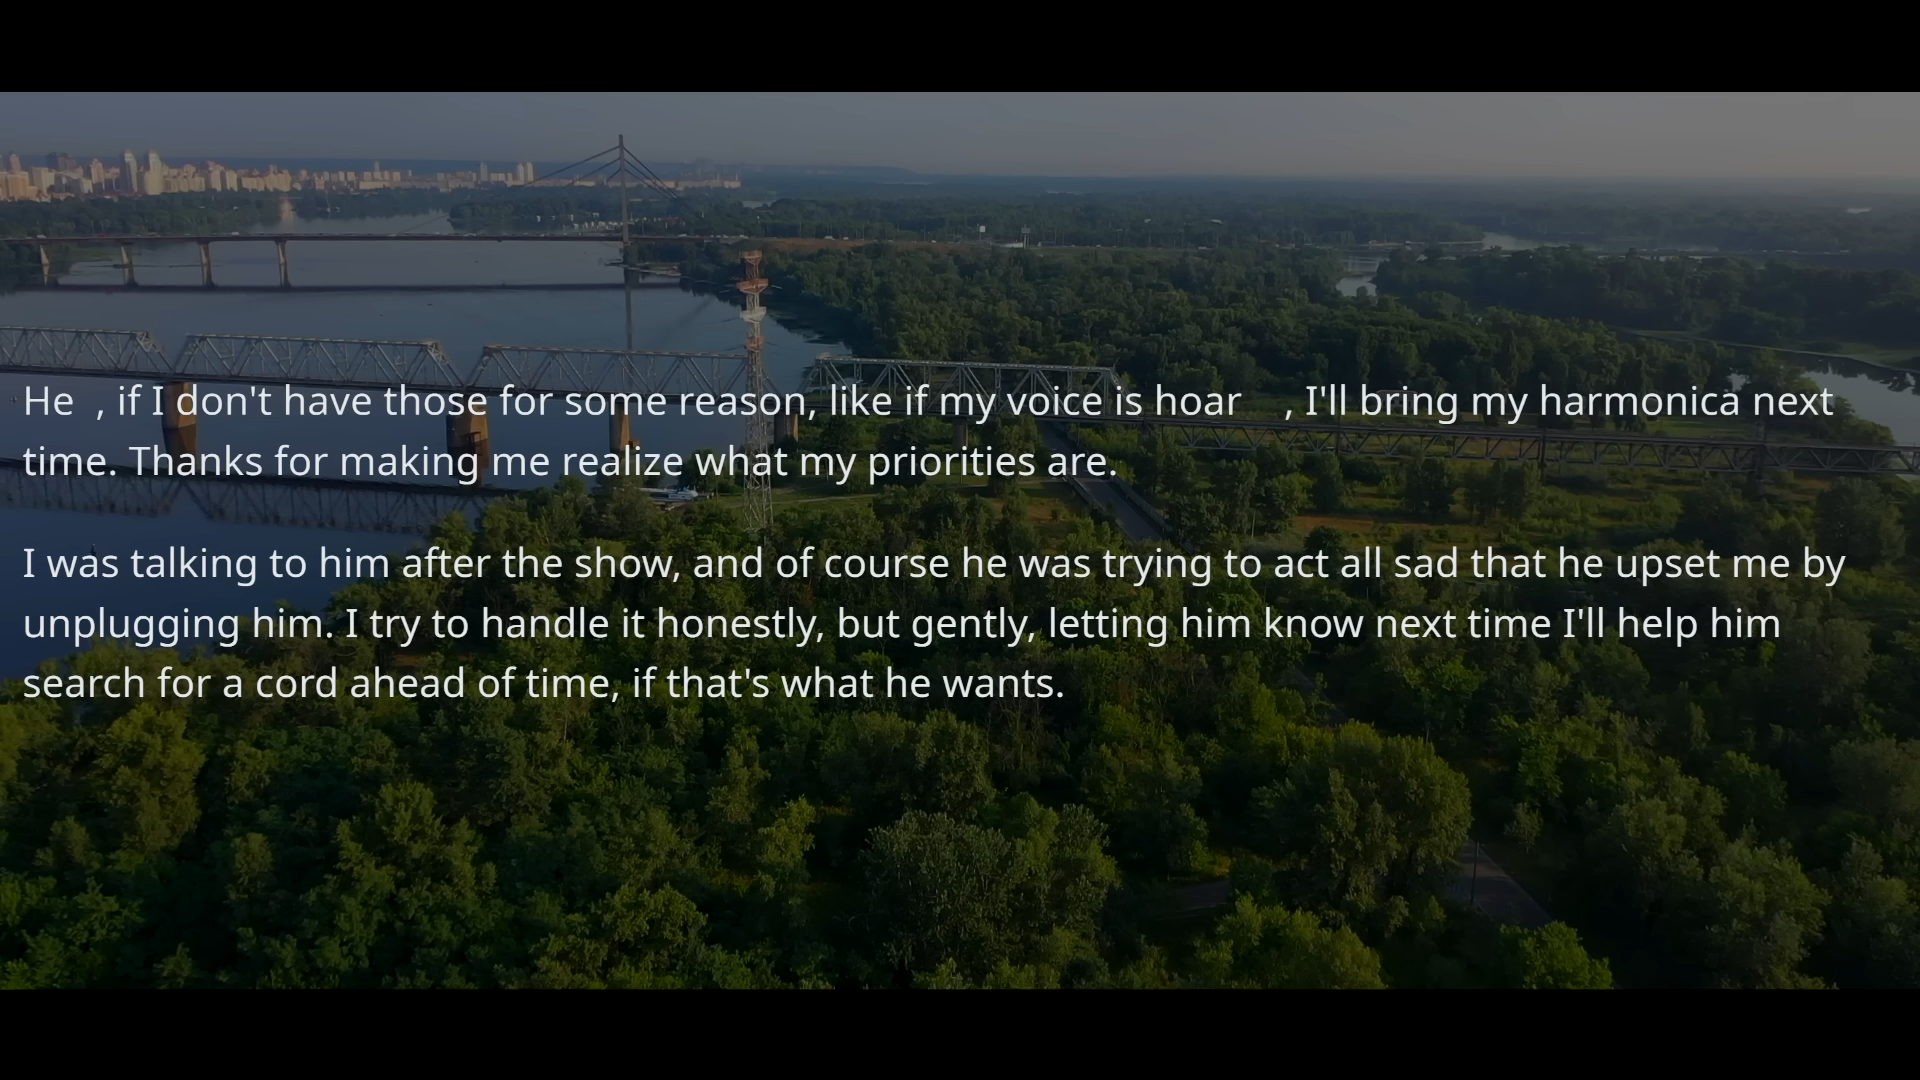 He , if I don't have those for some reason, like if my voice is hoar , I'll bring my harmonica next
time. Thanks for making me realize what my priorities are.
I was talking to him after the show, and of course he was trying to act all sad that he upset me by
unplugging him. I try to handle it honestly, but gently, letting him know next time I'll help him
search for a cord ahead of time, if that's what he wants.